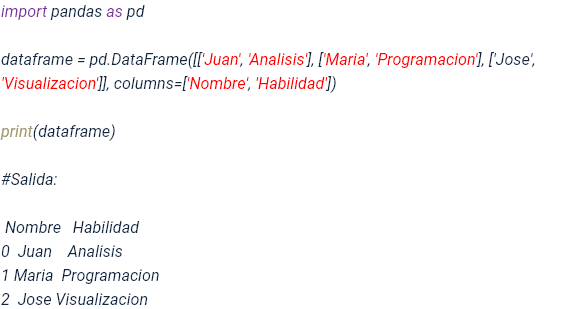 import pandas as pd
dataframe = pd.DataFrame([['Juan', 'Analisis'], ['Maria', 'Programacion'], ['Jose',
'Visualizacion']], columns=['Nombre', 'Habilidad'])
print(dataframe)
#Salida:
Nombre   Habilidad
0  Juan    Analisis
1 Maria  Programacion
2  Jose Visualizacion